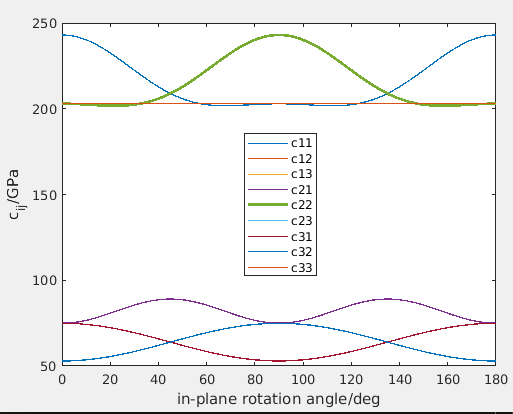 250
200
150
100
50
c_ij/GPa
c11
c12
c13
c21
c22
c23
c31
c32
c33
0 20 40 60 80 100 120 140 160 180
in-plane rotation angle/deg